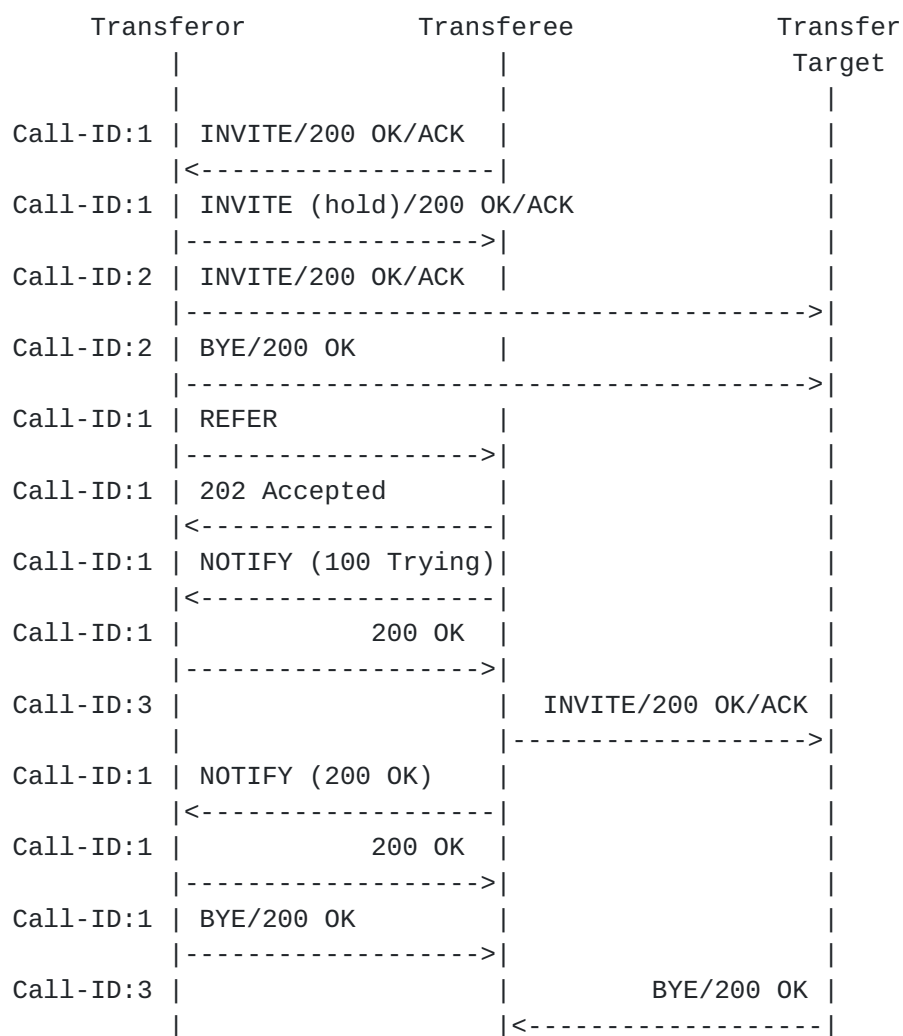 Transferor           Transferee             Transfer
           |                    |                  Target
           |                    |                    |
Call-ID:1 | INVITE/200 OK/ACK  |                    |
          |<-------------------|                    |
Call-ID:1 | INVITE (hold)/200 OK/ACK                |
          |------------------->|                    |
Call-ID:2 | INVITE/200 OK/ACK  |                    |
          |---------------------------------------->|
Call-ID:2 | BYE/200 OK         |                    |
          |---------------------------------------->|
Call-ID:1 | REFER              |                    |
          |------------------->|                    |
Call-ID:1 | 202 Accepted       |                    |
          |<-------------------|                    |
Call-ID:1 | NOTIFY (100 Trying)|                    |
          |<-------------------|                    |
Call-ID:1 |            200 OK  |                    |
          |------------------->|                    |
Call-ID:3 |                    |  INVITE/200 OK/ACK |
          |                    |------------------->|
Call-ID:1 | NOTIFY (200 OK)    |                    |
          |<-------------------|                    |
Call-ID:1 |            200 OK  |                    |
          |------------------->|                    |
Call-ID:1 | BYE/200 OK         |                    |
          |------------------->|                    |
Call-ID:3 |                    |         BYE/200 OK |
          |                    |<-------------------|